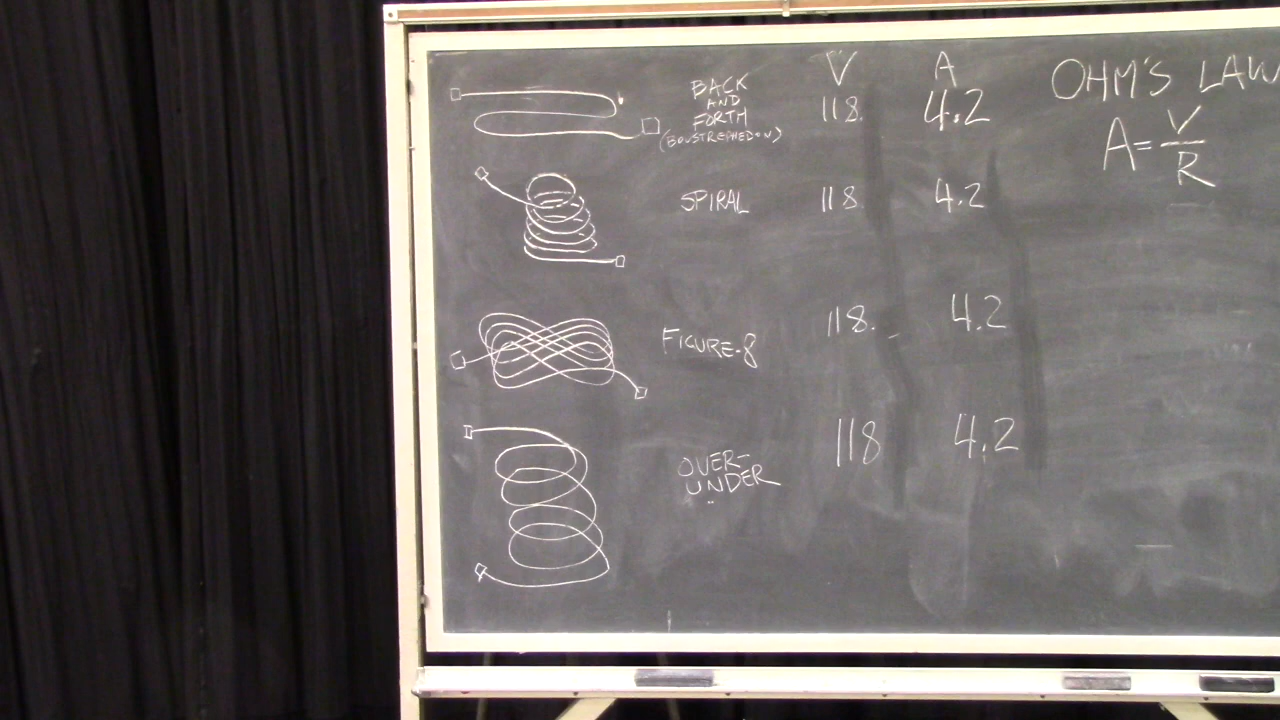 V A OHM'S LAW
BACK
AND
FORTH
(BOUSTREPHEDON)
118. 4.2
A = V
R
SPIRAL 118. 4.2
FIGURE-8 118. 4.2
OVER-
UNDER
118 4.2